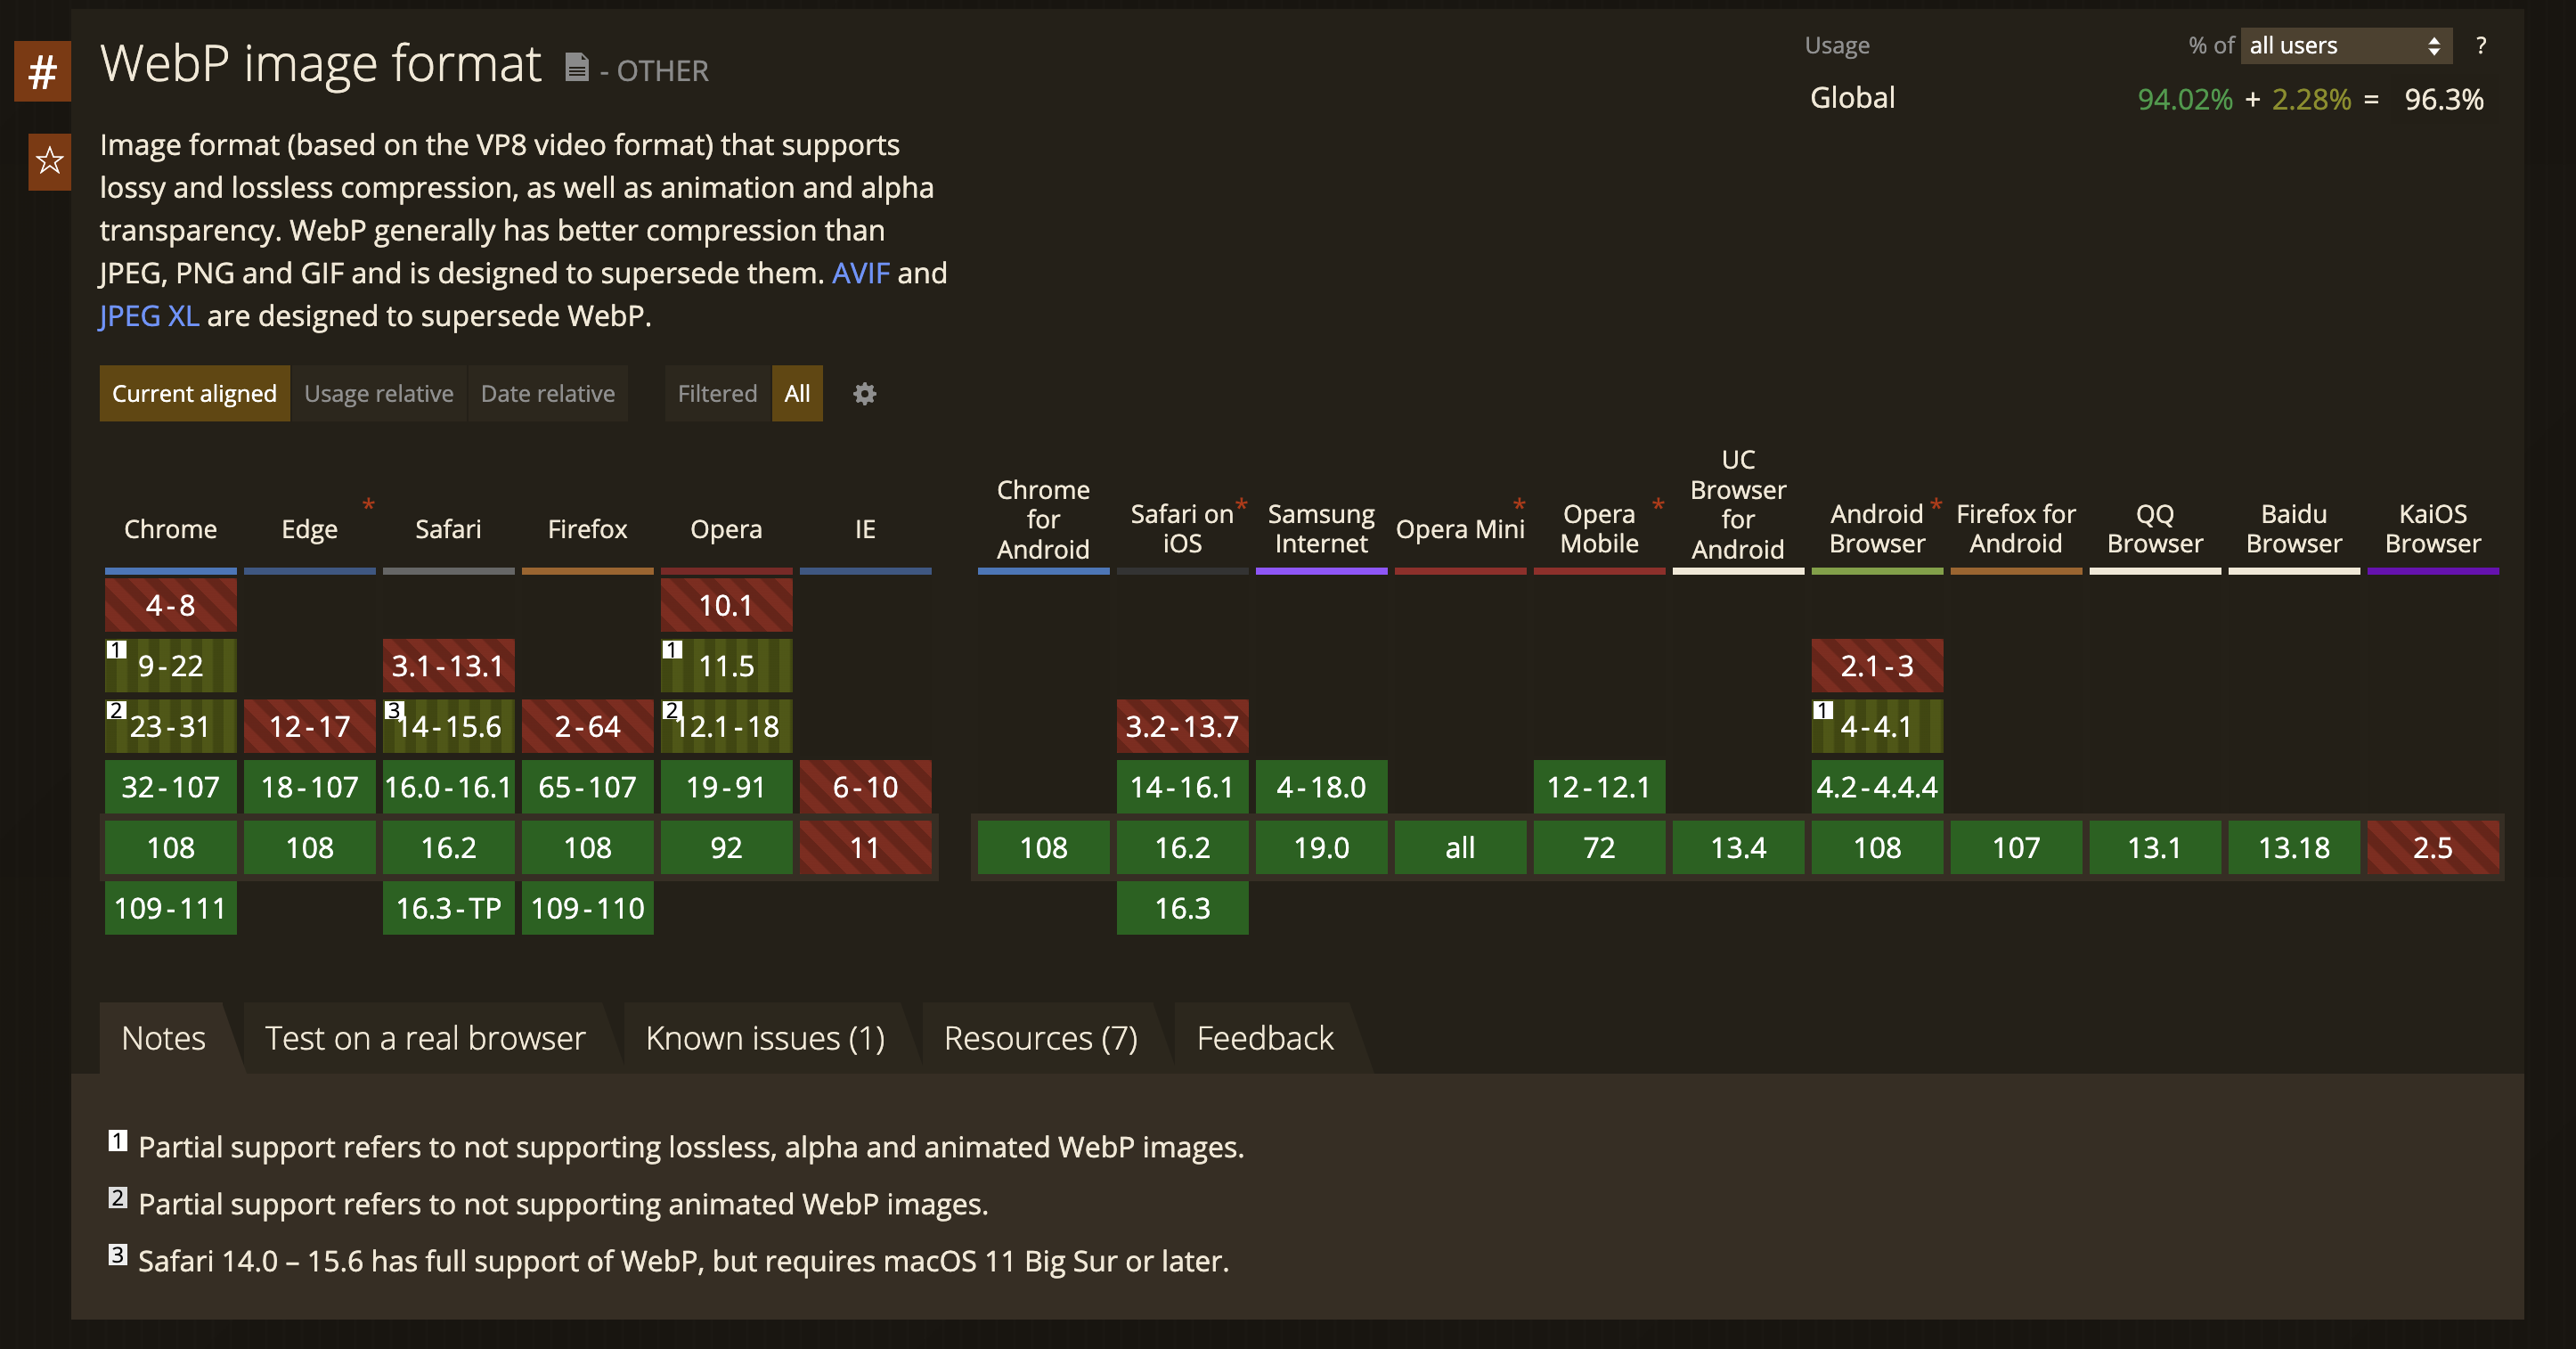 #
WebP image format - OTHER
Usage % of all users ?
Global 94.02% + 2.28% = 96.3%
Image format (based on the VP8 video format) that supports
lossy and lossless compression, as well as animation and alpha
transparency. WebP generally has better compression than
JPEG, PNG and GIF and is designed to supersede them. AVIF and
JPEG XL are designed to supersede WebP.
Current aligned Usage relative Date relative Filtered All
Chrome Edge * Safari Firefox Opera IE
Chrome for Android Safari on iOS * Samsung Internet Opera Mini * Opera Mobile * UC Browser for Android Android Browser * Firefox for Android QQ Browser Baidu Browser KaiOS Browser
4-8 10.1
1 9-22 3.1-13.1 1 11.5 2.1-3
2 23-31 12-17 3 14-15.6 2-64 2 12.1-18 3.2-13.7 1 4-4.1
32-107 18-107 16.0-16.1 65-107 19-91 6-10 14-16.1 4-18.0 12-12.1 4.2-4.4.4
108 108 16.2 108 92 11 108 16.2 19.0 all 72 13.4 108 107 13.1 13.18 2.5
109-111 16.3-TP 109-110 16.3
Notes Test on a real browser Known issues (1) Resources (7) Feedback
1 Partial support refers to not supporting lossless, alpha and animated WebP images.
2 Partial support refers to not supporting animated WebP images.
3 Safari 14.0 – 15.6 has full support of WebP, but requires macOS 11 Big Sur or later.